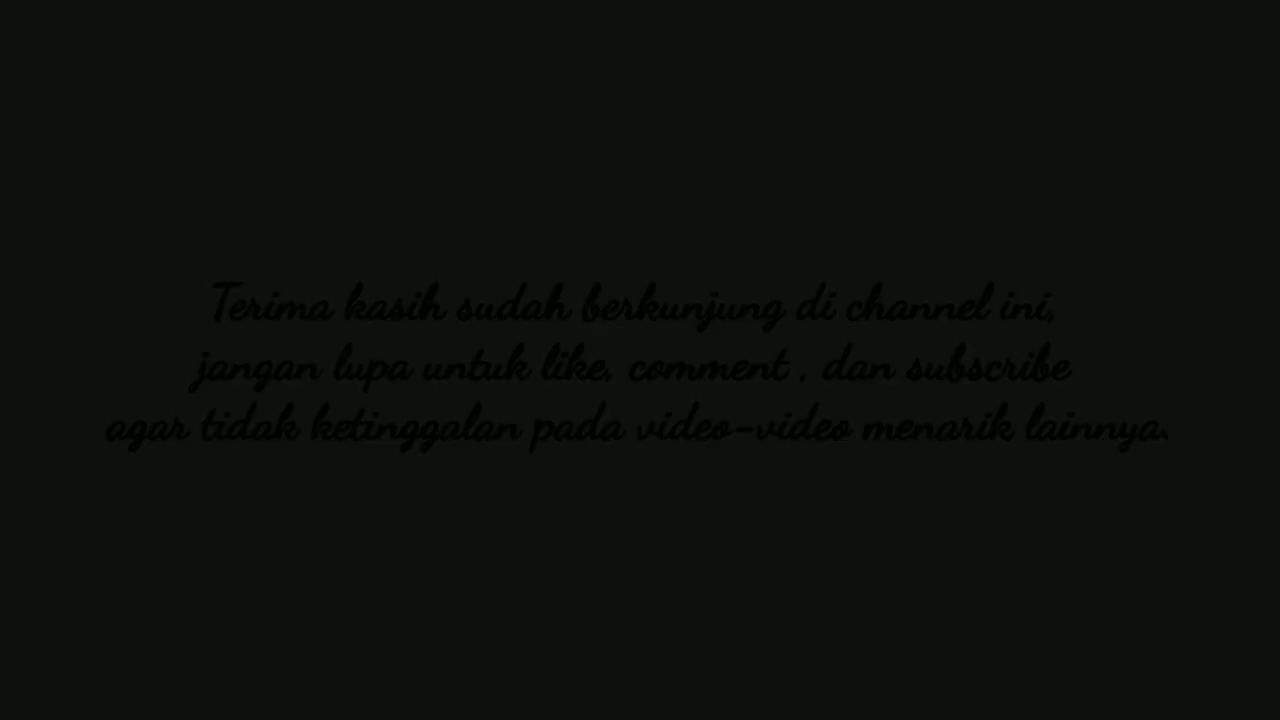 Terima kasih sudah berkunjung di channel ini,
jangan lupa untuk like, comment , dan subscribe
agar tidak ketinggalan pada video-video menarik lainnya.